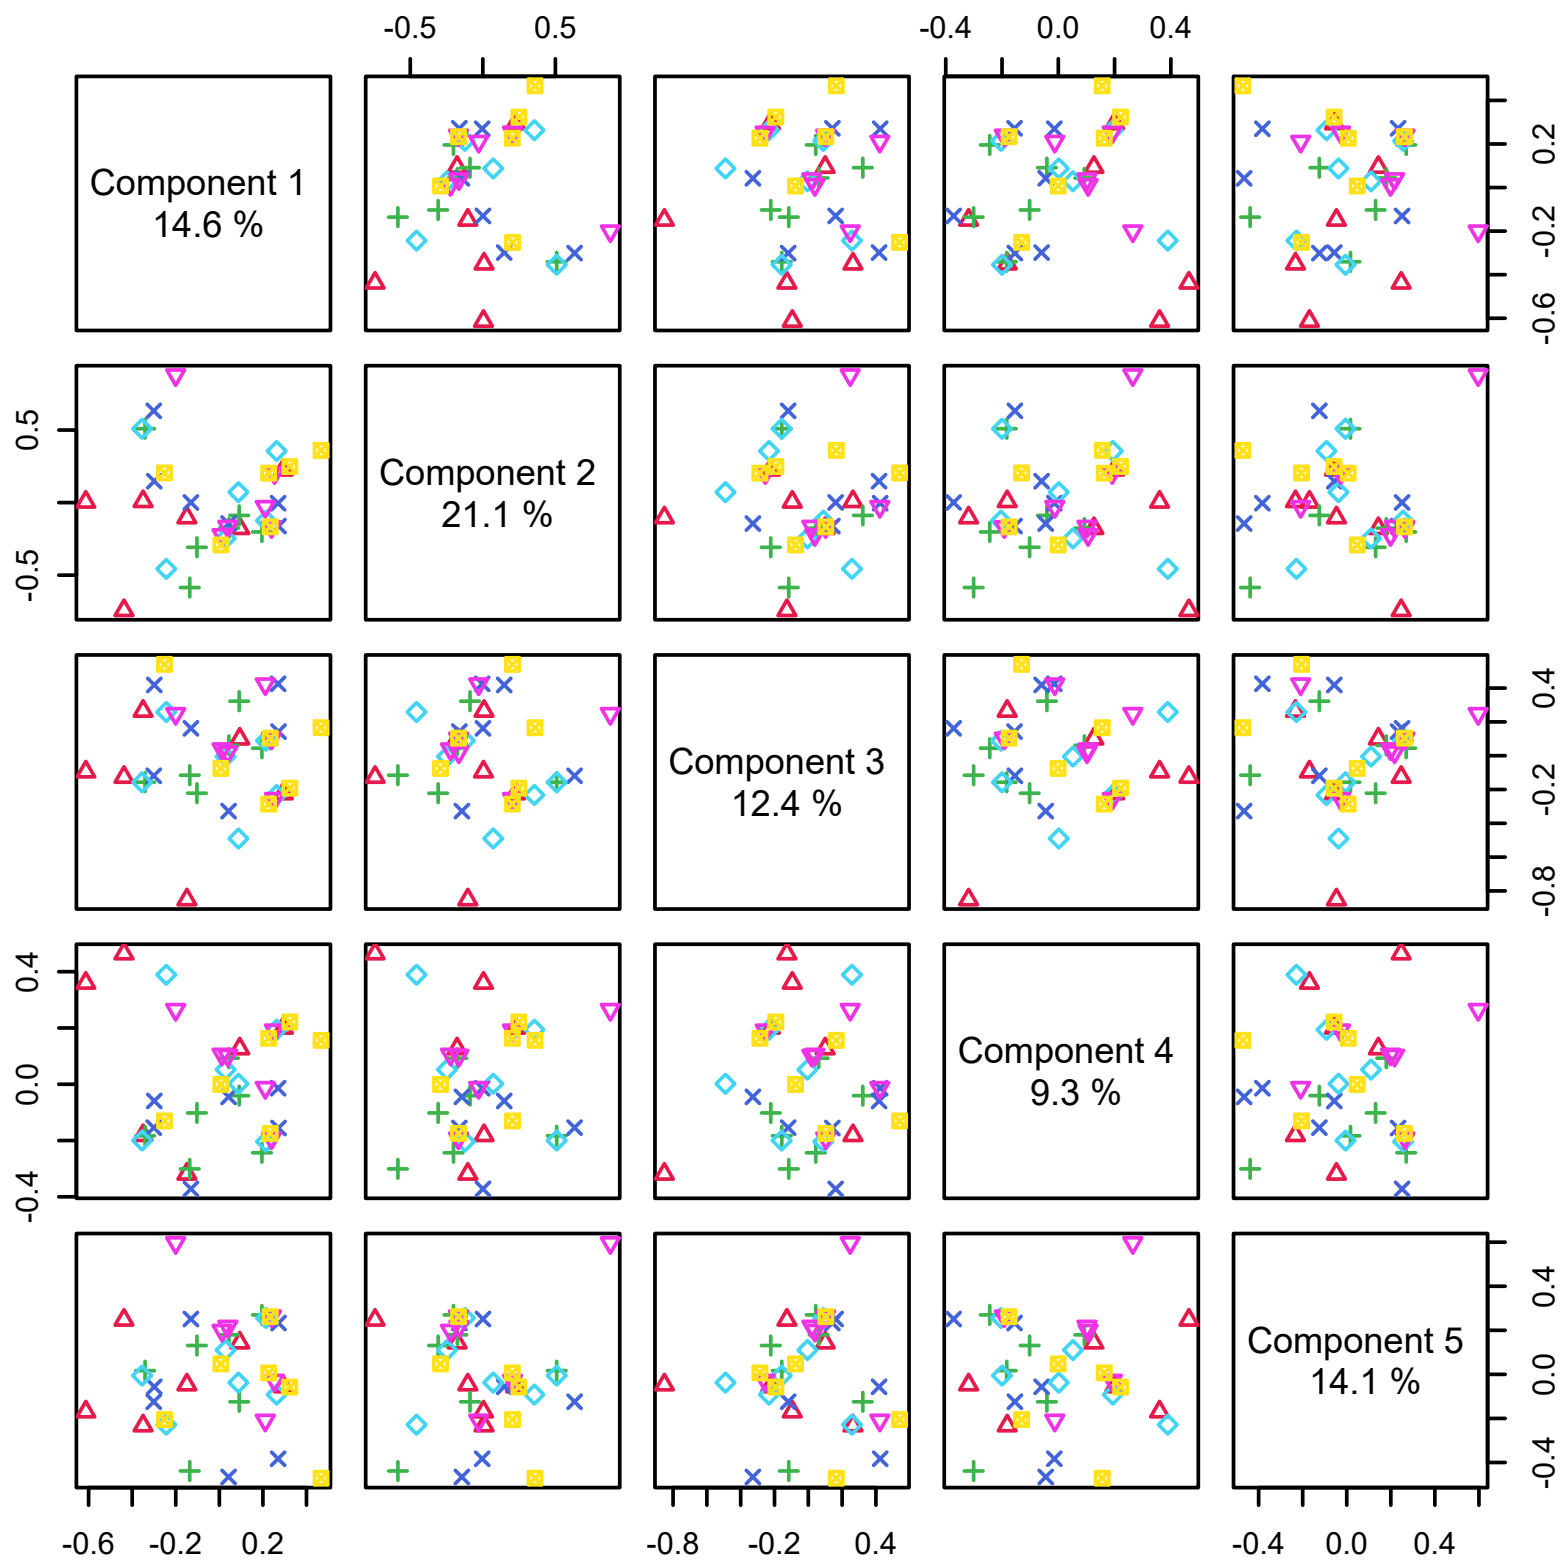 -0.5 0.5 -0.4 0.0 0.4
Component 1
14.6 %
-0.6 -0.2 0.2
-0.5 0.5
Component 2
21.1 %
Component 3
12.4 %
-0.8 -0.2 0.4
-0.4 0.0 0.4
Component 4
9.3 %
Component 5
14.1 %
-0.4 0.0 0.4
-0.6 -0.2 0.2 -0.8 -0.2 0.4 -0.4 0.0 0.4